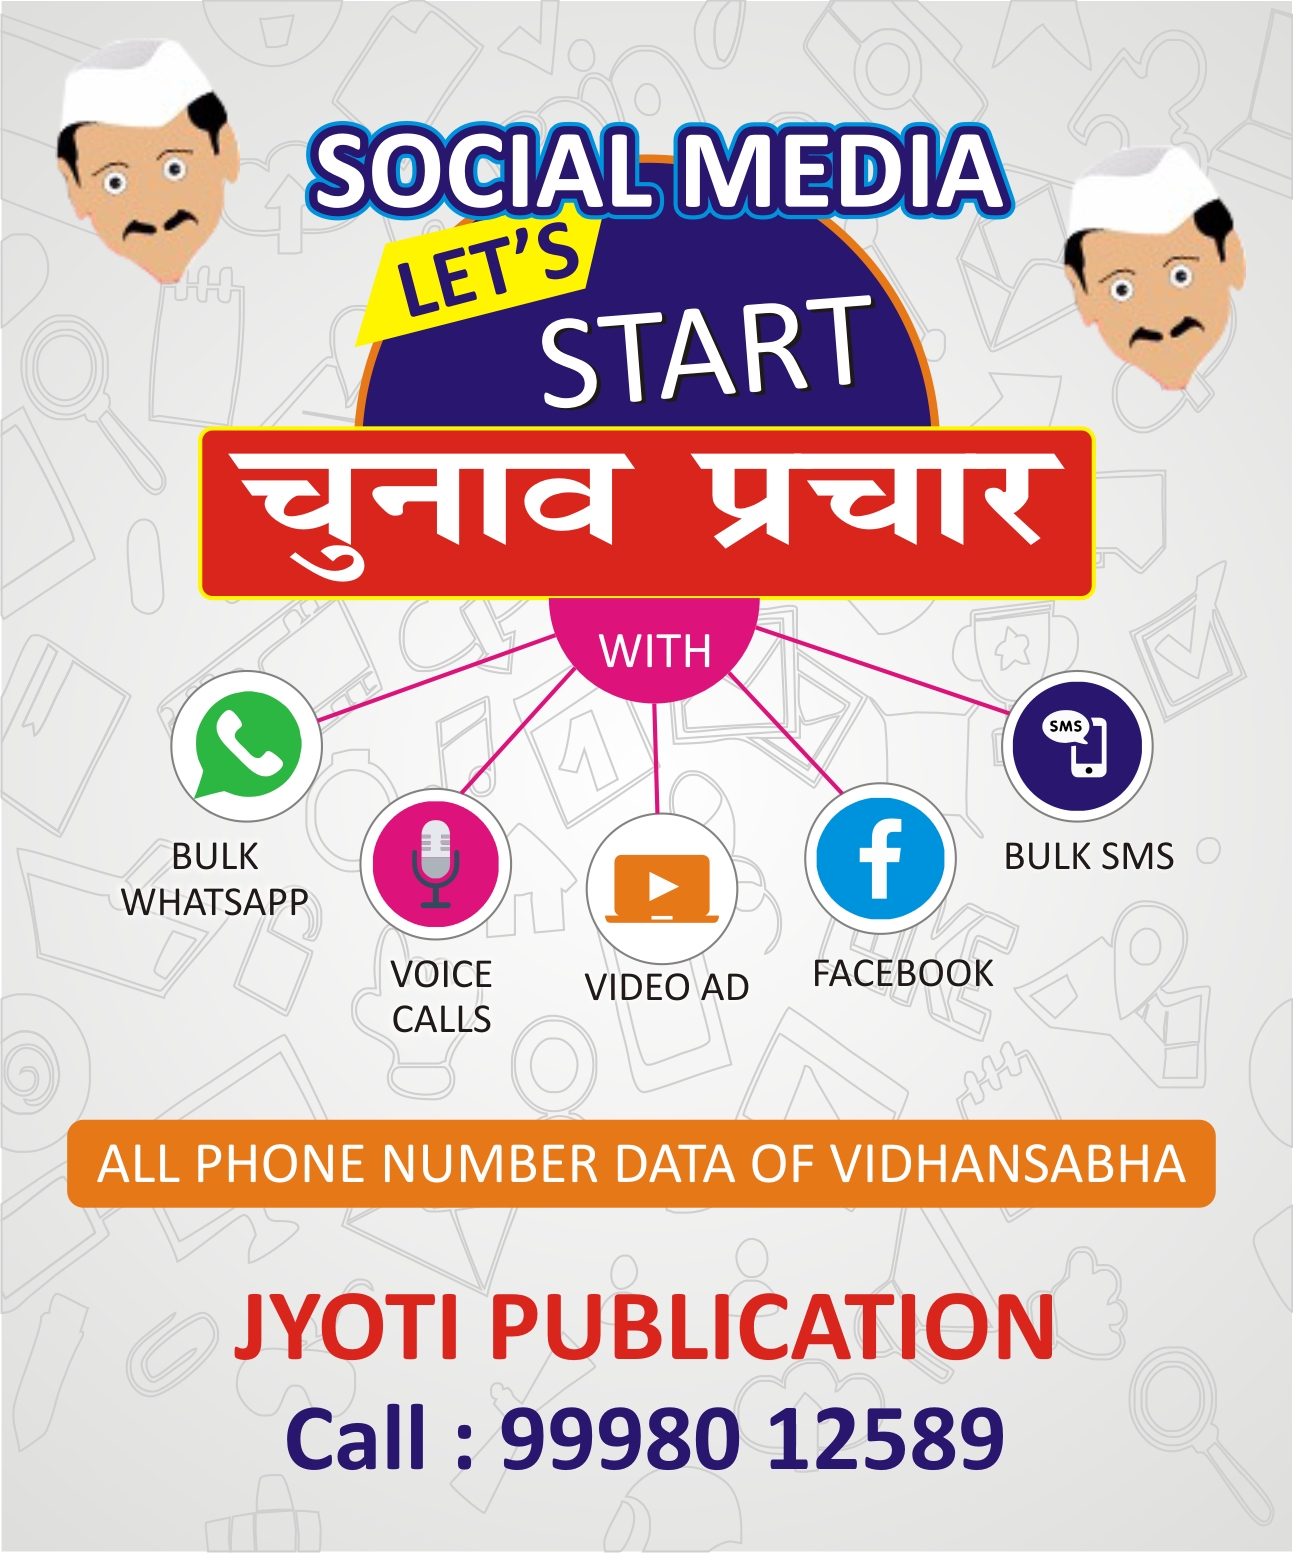 SOCIAL MEDIA
LET'S
START
चुनाव प्रचार
WITH
BULK
WHATSAPP
VOICE
CALLS
VIDEO AD
FACEBOOK
SMS
BULK SMS
ALL PHONE NUMBER DATA OF VIDHANSABHA
JYOTI PUBLICATION
Call : 99980 12589